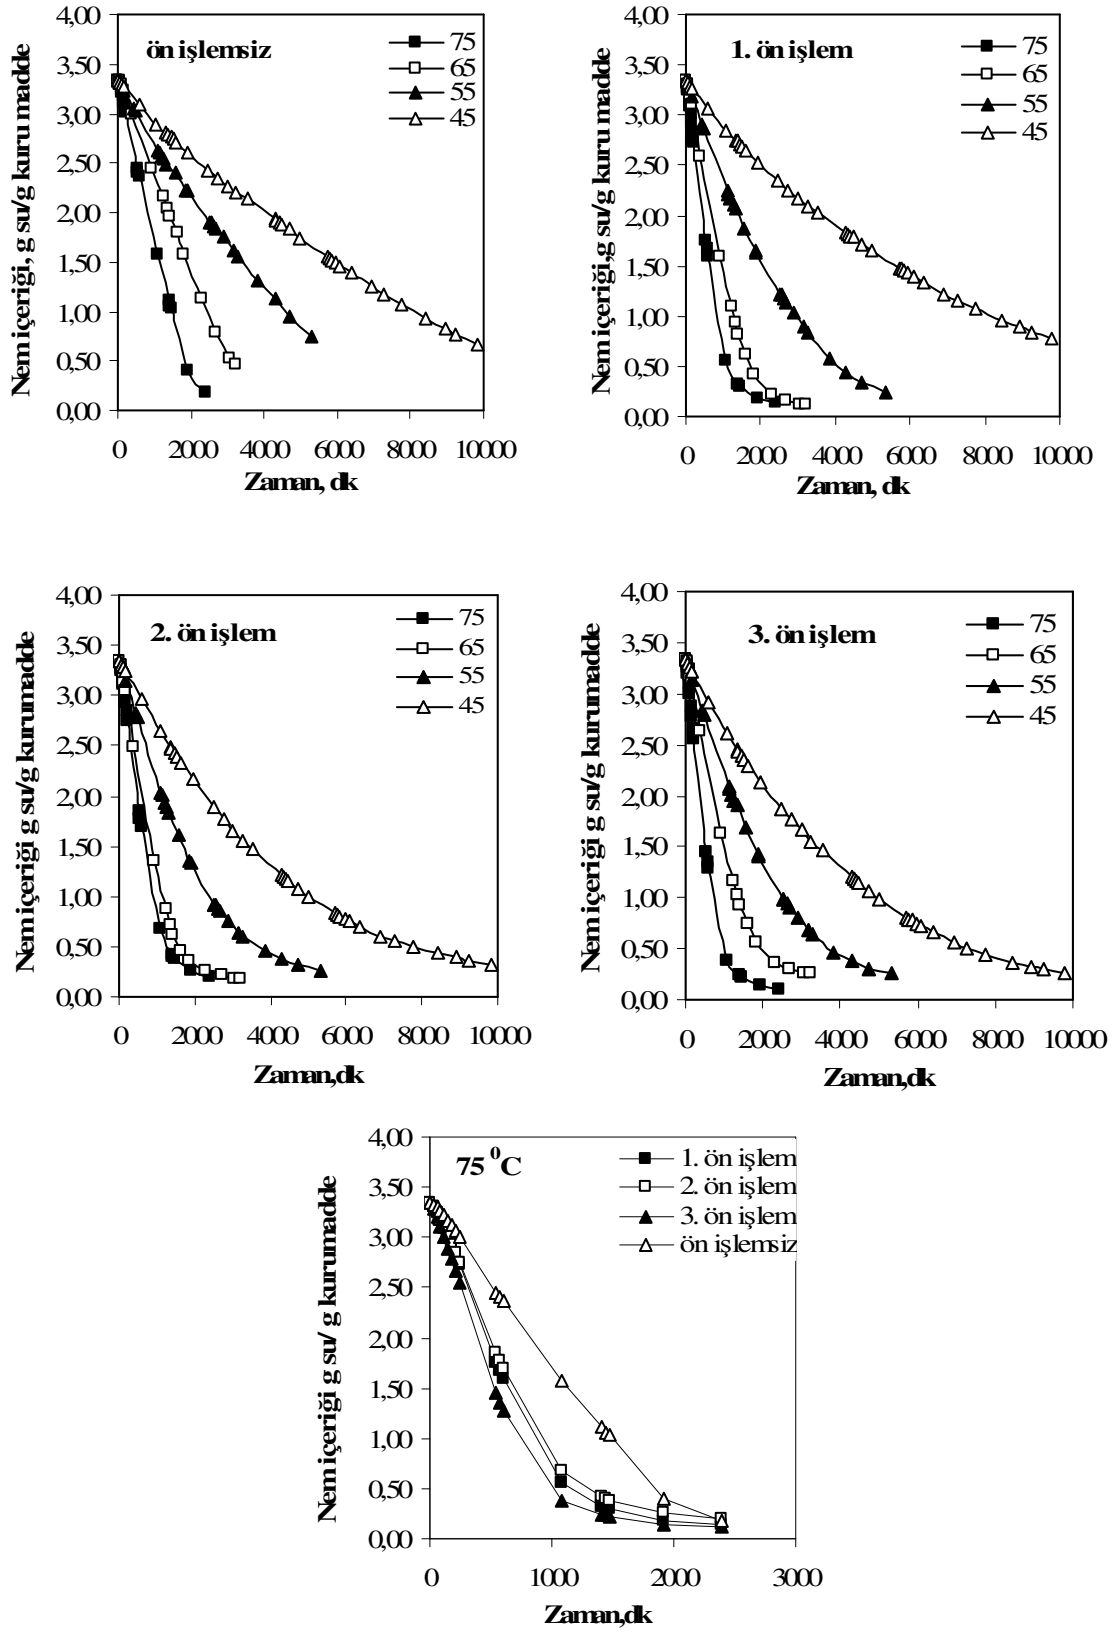 4,00
3,50
3,00
2,50
2,00
1,50
1,00
0,50
0,00
Nem içeriği, g su/g kuru madde
ön işlemsiz
75
65
55
45
0 2000 4000 6000 8000 10000
Zaman, dk
4,00
3,50
3,00
2,50
2,00
1,50
1,00
0,50
0,00
Nem içeriği,g su/g kuru madde
1. ön işlem
75
65
55
45
0 2000 4000 6000 8000 10000
Zaman, dk
4,00
3,50
3,00
2,50
2,00
1,50
1,00
0,50
0,00
Nem içeriği g su/g kurumadde
2. ön işlem
75
65
55
45
0 2000 4000 6000 8000 10000
Zaman,dk
4,00
3,50
3,00
2,50
2,00
1,50
1,00
0,50
0,00
Nem içeriği g su/g kurumadde
3. ön işlem
75
65
55
45
0 2000 4000 6000 8000 10000
Zaman,dk
4,00
3,50
3,00
2,50
2,00
1,50
1,00
0,50
0,00
Nem içeriği g su/ g kurumadde
75 ⁰C
1. ön işlem
2. ön işlem
3. ön işlem
ön işlemsiz
0 1000 2000 3000
Zaman,dk